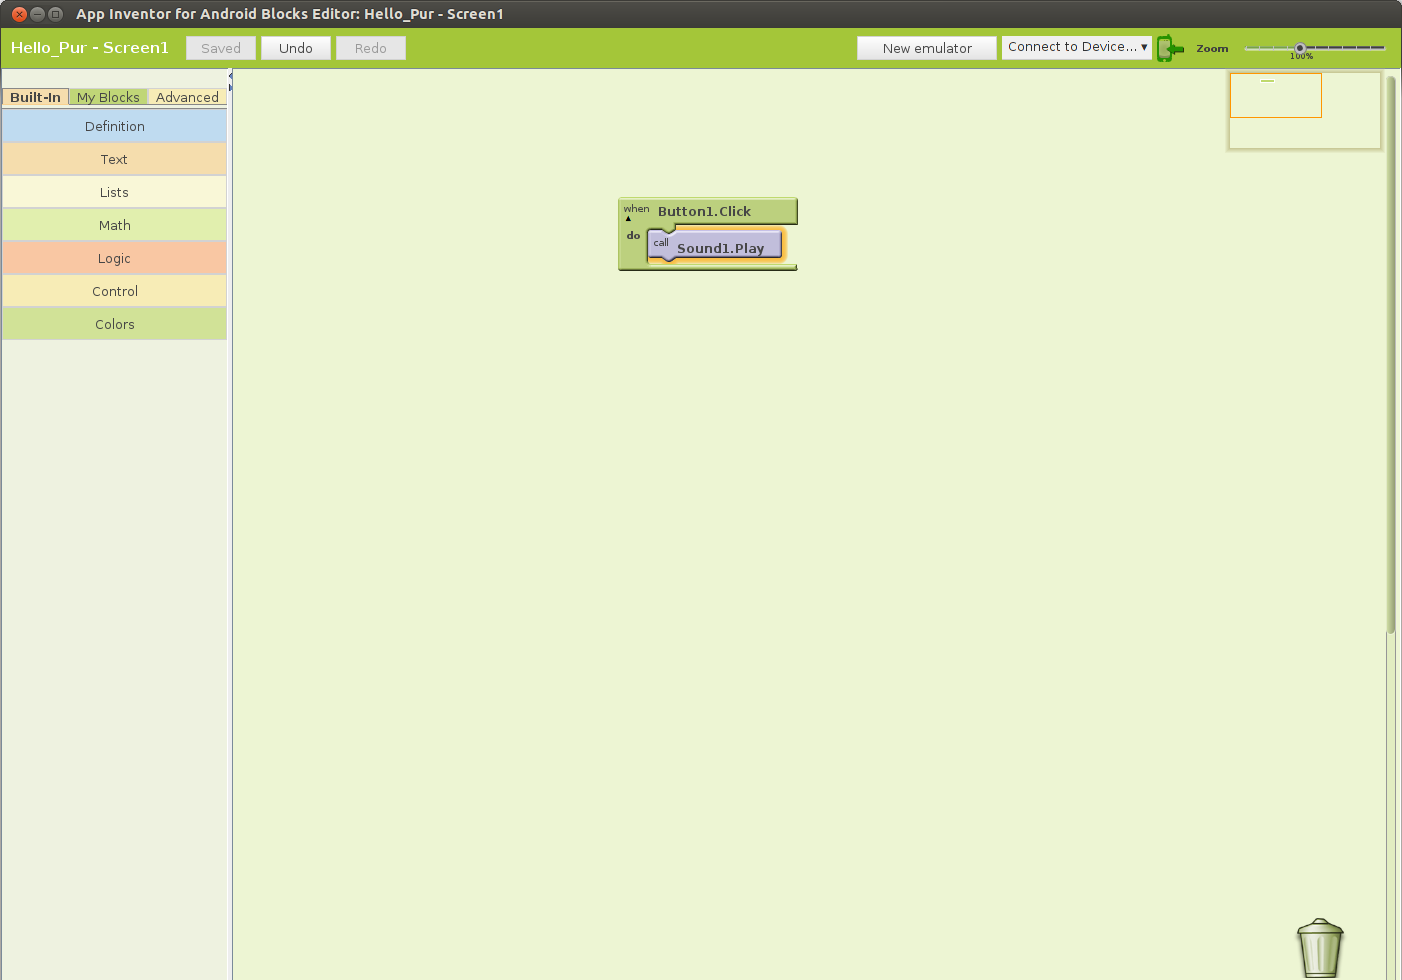 App Inventor for Android Blocks Editor: Hello_Pur - Screen1
Hello_Pur - Screen1 Saved Undo Redo New emulator Connect to Device... Zoom
100%
Built-In My Blocks Advanced
Definition
Text
Lists
Math
Logic
Control
Colors
when Button1.Click
do call Sound1.Play